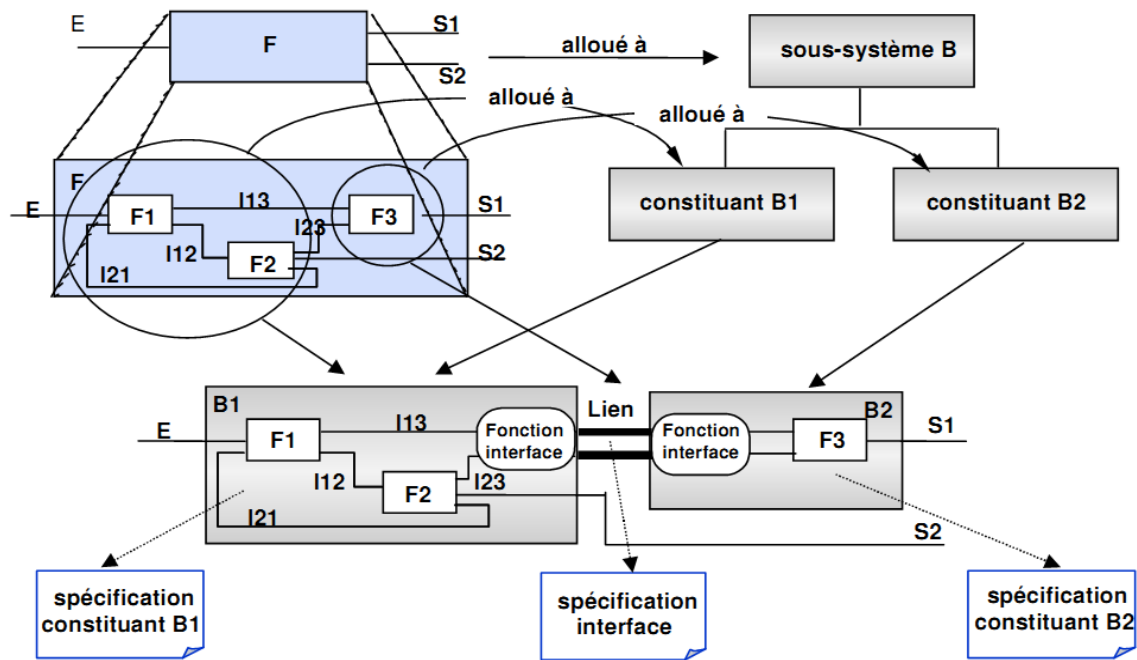 E
F
S1
S2
alloué à
sous-système B
alloué à
alloué à
constituant B1
constituant B2
F
E
F1
I13
F3
S1
I12
I23
F2
S2
I21
B1
E
F1
I13
Fonction
interface
I12
F2
I23
I21
Lien
B2
Fonction
interface
F3
S1
S2
spécification
constituant B1
spécification
interface
spécification
constituant B2